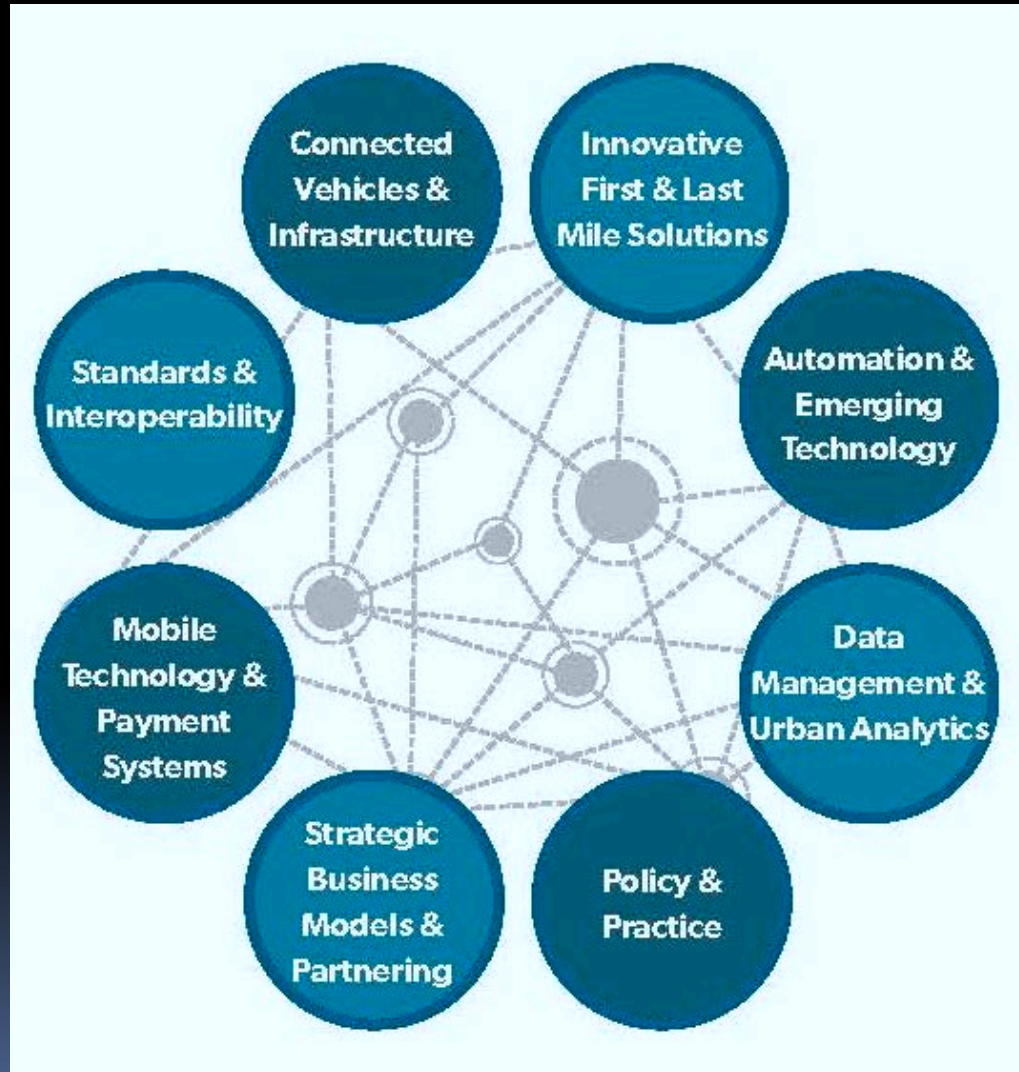 Connected
Vehicles &
Infrastructure
Innovative
First & Last
Mile Solutions
Standards &
Interoperability
Automation &
Emerging
Technology
Mobile
Technology &
Payment
Systems
Data
Management &
Urban Analytics
Strategic
Business
Models &
Partnering
Policy &
Practice